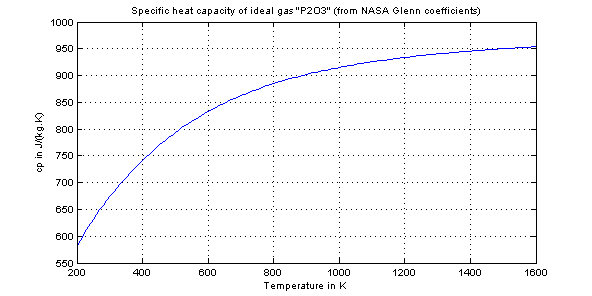 Specific heat capacity of ideal gas "P2O3" (from NASA Glenn coefficients)
1000
950
900
850
800
750
700
650
600
550
cp in J/(kg.K)
200 400 600 800 1000 1200 1400 1600
Temperature in K